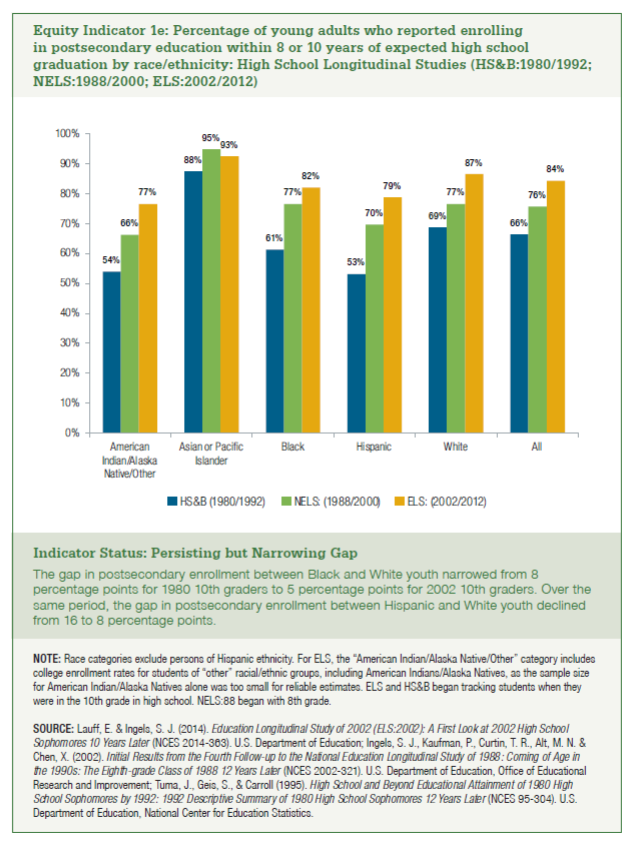 Equity Indicator 1e: Percentage of young adults who reported enrolling
in postsecondary education within 8 or 10 years of expected high school
graduation by race/ethnicity: High School Longitudinal Studies (HS&B:1980/1992;
NELS:1988/2000; ELS:2002/2012)
100%
90%
80%
70%
60%
50%
40%
30%
20%
10%
0%
54%
66%
77%
88%
95%
93%
61%
77%
82%
53%
70%
79%
69%
77%
87%
66%
76%
84%
American
Indian/Alaska
Native/Other
Asian or Pacific
Islander
Black
Hispanic
White
All
HS&B (1980/1992)
NELS: (1988/2000)
ELS: (2002/2012)
Indicator Status: Persisting but Narrowing Gap
The gap in postsecondary enrollment between Black and White youth narrowed from 8
percentage points for 1980 10th graders to 5 percentage points for 2002 10th graders. Over the
same period, the gap in postsecondary enrollment between Hispanic and White youth declined
from 16 to 8 percentage points.
NOTE: Race categories exclude persons of Hispanic ethnicity. For ELS, the “American Indian/Alaska Native/Other” category includes
college enrollment rates for students of “other” racial/ethnic groups, including American Indians/Alaska Natives, as the sample size
for American Indian/Alaska Natives alone was too small for reliable estimates. ELS and HS&B began tracking students when they
were in the 10th grade in high school. NELS:88 began with 8th grade.
SOURCE: Lauff, E. & Ingels, S. J. (2014). Education Longitudinal Study of 2002 (ELS:2002): A First Look at 2002 High School
Sophomores 10 Years Later (NCES 2014-363). U.S. Department of Education; Ingels, S. J., Kaufman, P., Curtin, T. R., Alt, M. N. &
Chen, X. (2002). Initial Results from the Fourth Follow-up to the National Education Longitudinal Study of 1988: Coming of Age in
the 1990s: The Eighth-grade Class of 1988 12 Years Later (NCES 2002-321). U.S. Department of Education, Office of Educational
Research and Improvement; Tuma, J., Geis, S., & Carroll (1995). High School and Beyond Educational Attainment of 1980 High
School Sophomores by 1992: 1992 Descriptive Summary of 1980 High School Sophomores 12 Years Later (NCES 95-304). U.S.
Department of Education, National Center for Education Statistics.